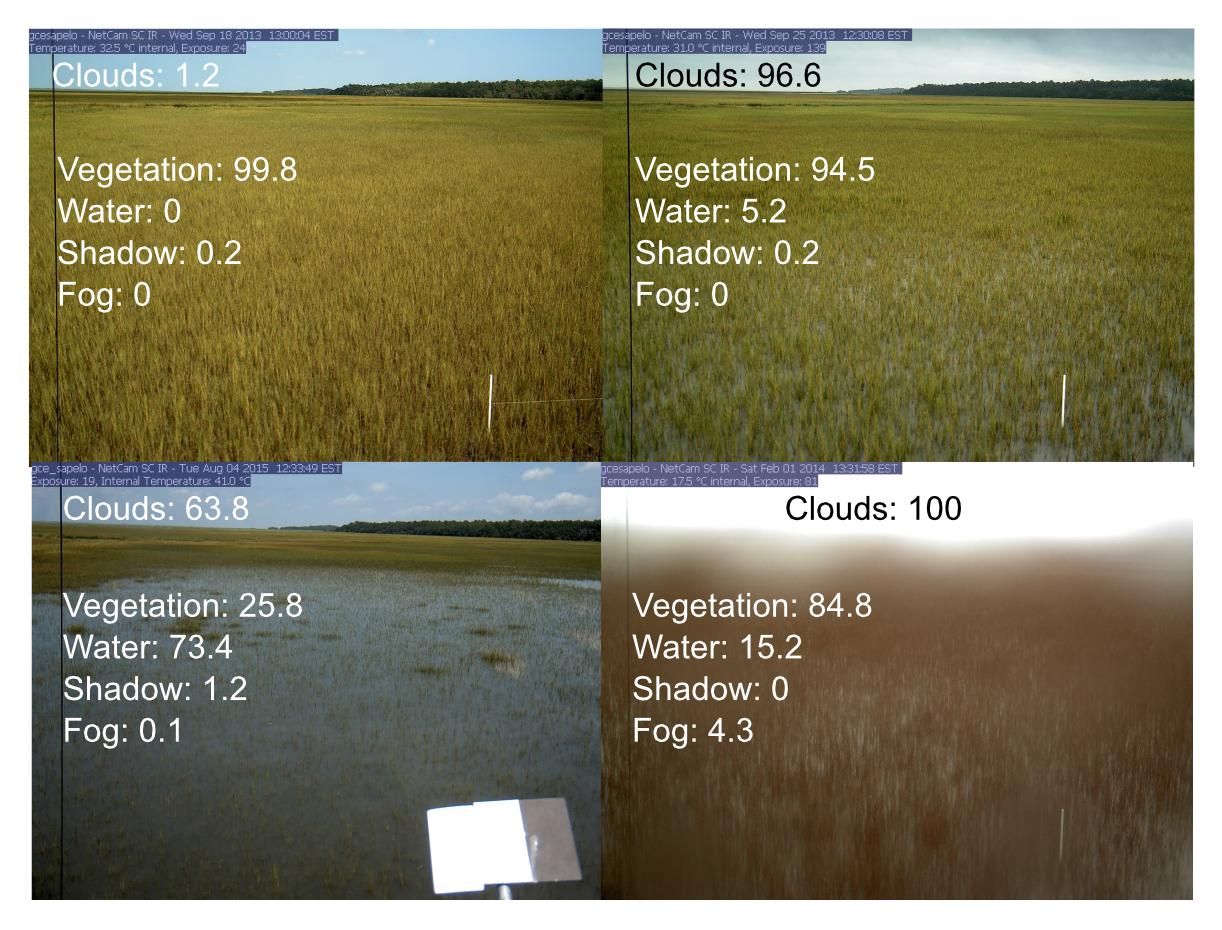 gcesapelo - NetCam SC IR - Wed Sep 18 2013 13:00:04 EST
Temperature: 32.5 °C internal, Exposure: 24
Clouds: 1.2
Vegetation: 99.8
Water: 0
Shadow: 0.2
Fog: 0
gcesapelo - NetCam SC IR - Wed Sep 25 2013 12:30:08 EST
Temperature: 31.0 °C internal, Exposure: 139
Clouds: 96.6
Vegetation: 94.5
Water: 5.2
Shadow: 0.2
Fog: 0
gce_sapelo - NetCam SC IR - Tue Aug 04 2015 12:33:49 EST
Exposure: 19, Internal Temperature: 41.0 °C
Clouds: 63.8
Vegetation: 25.8
Water: 73.4
Shadow: 1.2
Fog: 0.1
gcesapelo - NetCam SC IR - Sat Feb 01 2014 13:31:58 EST
Temperature: 17.5 °C internal, Exposure: 81
Clouds: 100
Vegetation: 84.8
Water: 15.2
Shadow: 0
Fog: 4.3